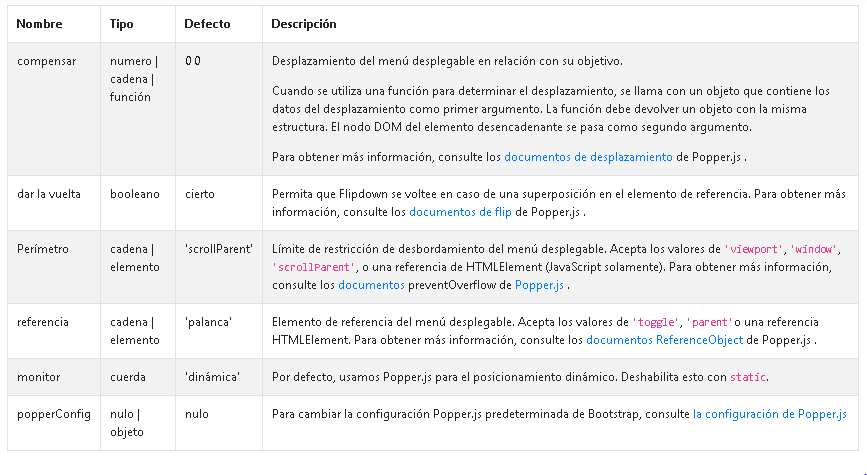 Nombre Tipo Defecto Descripción
compensar numero | 0 0 Desplazamiento del menú desplegable en relación con su objetivo.
cadena |
función
Cuando se utiliza una función para determinar el desplazamiento, se llama con un objeto que contiene los
datos del desplazamiento como primer argumento. La función debe devolver un objeto con la misma
estructura. El nodo DOM del elemento desencadenante se pasa como segundo argumento.
Para obtener más información, consulte los documentos de desplazamiento de Popper.js .
dar la vuelta booleano cierto Permita que Flipdown se voltee en caso de una superposición en el elemento de referencia. Para obtener más
información, consulte los documentos de flip de Popper.js .
Perímetro cadena | 'scrollParent' Límite de restricción de desbordamiento del menú desplegable. Acepta los valores de 'viewport', 'window',
elemento 'scrollParent', o una referencia de HTMLElement (JavaScript solamente). Para obtener más información,
consulte los documentos preventOverflow de Popper.js .
referencia cadena | 'palanca' Elemento de referencia del menú desplegable. Acepta los valores de 'toggle', 'parent'o una referencia
elemento HTMLElement. Para obtener más información, consulte los documentos ReferenceObject de Popper.js .
monitor cuerda 'dinámica' Por defecto, usamos Popper.js para el posicionamiento dinámico. Deshabilita esto con static.
popperConfig nulo | nulo Para cambiar la configuración Popper.js predeterminada de Bootstrap, consulte la configuración de Popper.js
objeto